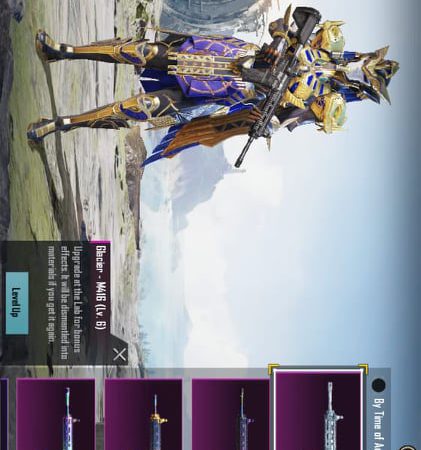 Glacier - M416 (Lv. 6)
Upgrade at the Lab for bonus
effects. It will be dismantled into
materials if you get it again.
Level Up
By Time of